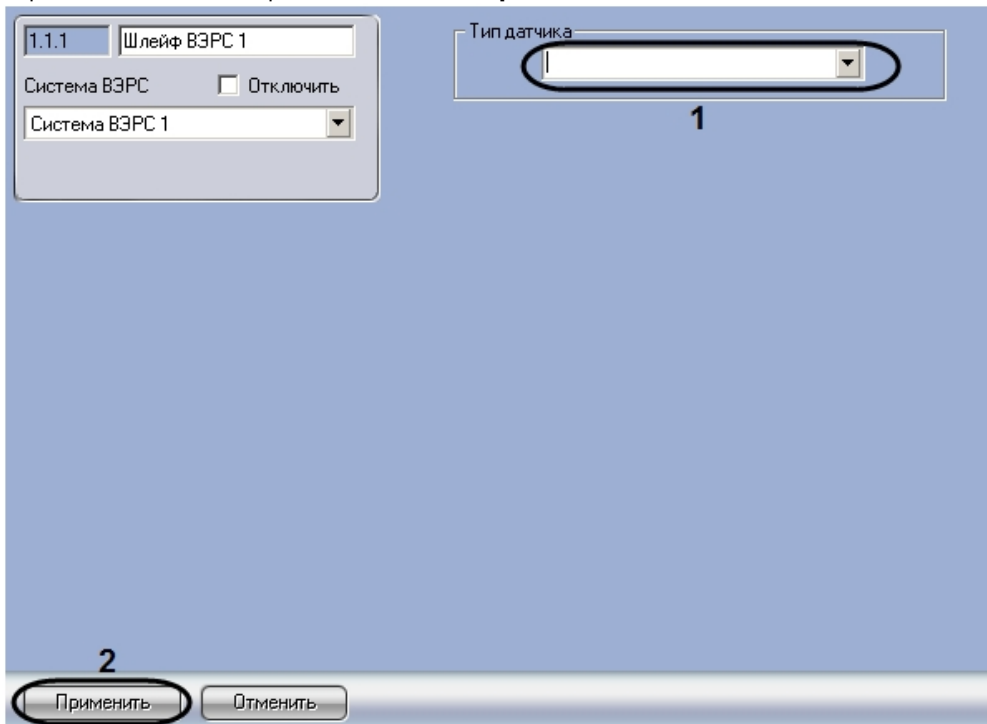 1.1.1 Шлейф ВЭРС 1
Тип датчика
Система ВЭРС Отключить
Система ВЭРС 1
1
2
Применить Отменить